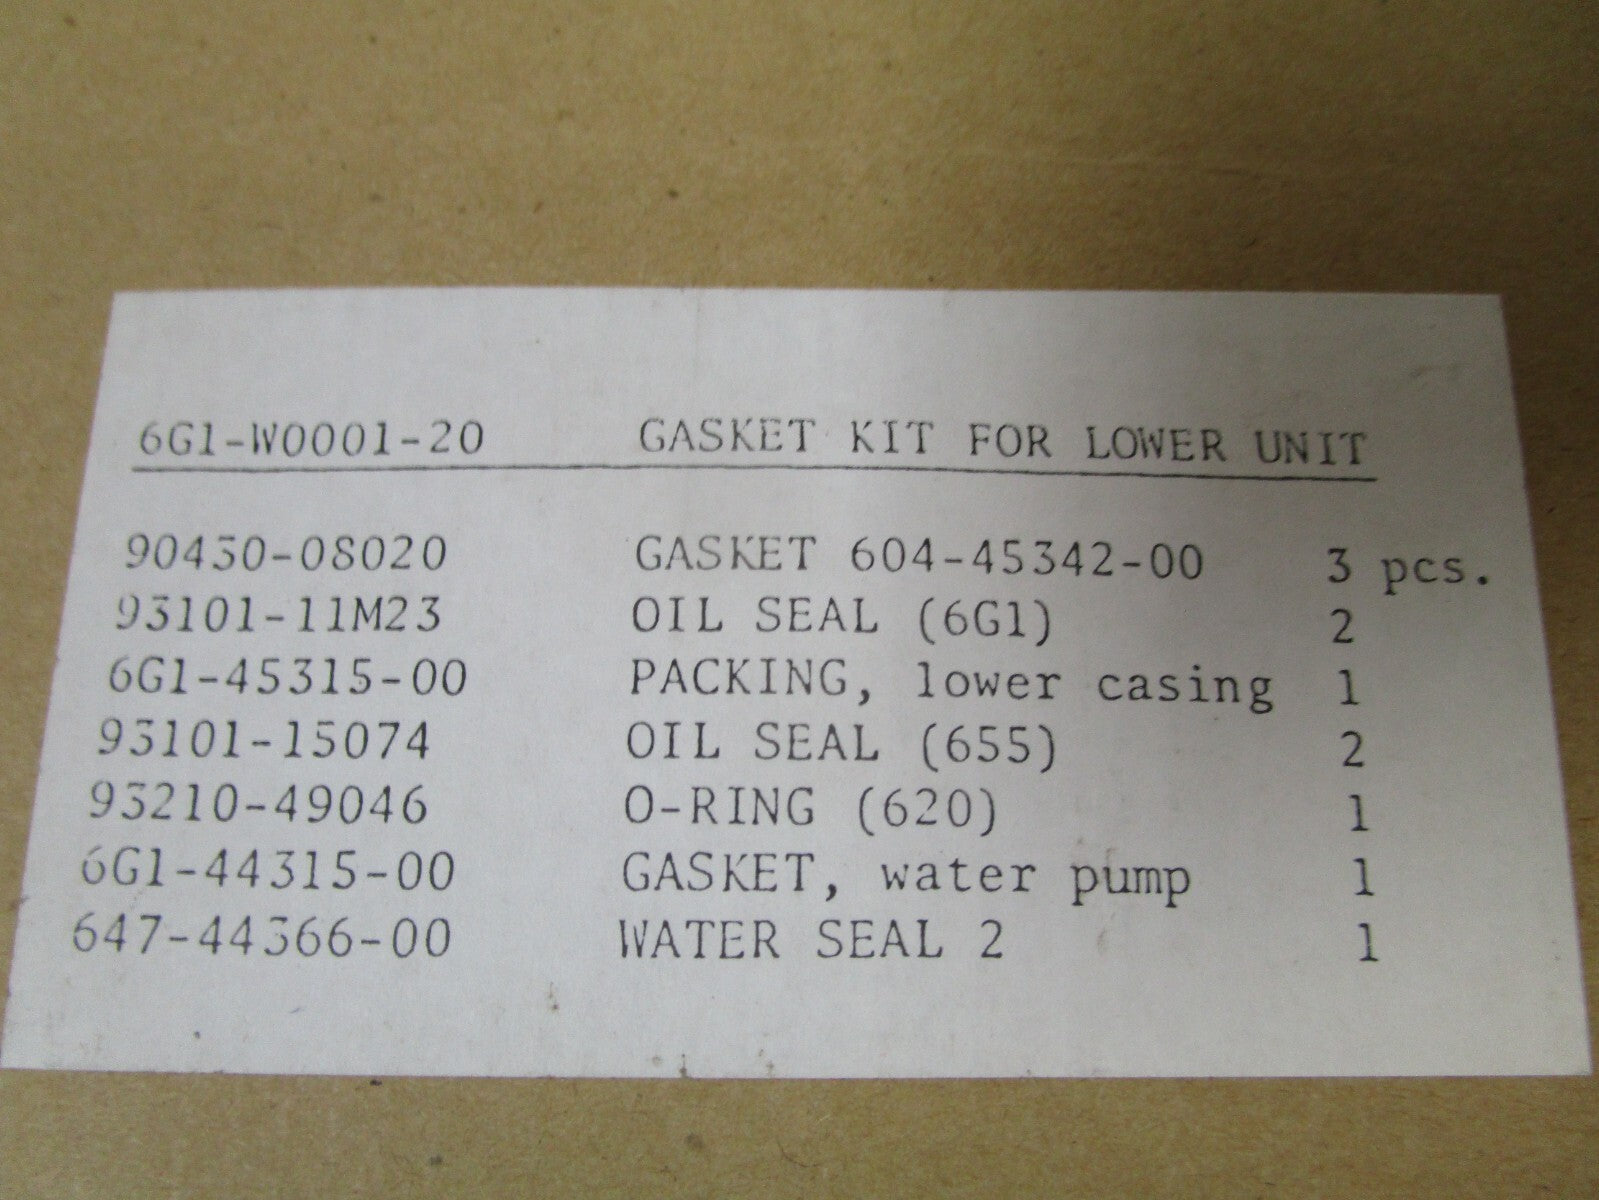 6G1-W0001-20 GASKET KIT FOR LOWER UNIT
90430-08020 GASKET 604-45342-00 3 pcs.
93101-11M23 OIL SEAL (6G1) 2
6G1-45315-00 PACKING, lower casing 1
93101-15074 OIL SEAL (655) 2
93210-49046 O-RING (620) 1
6G1-44315-00 GASKET, water pump 1
647-44366-00 WATER SEAL 2 1